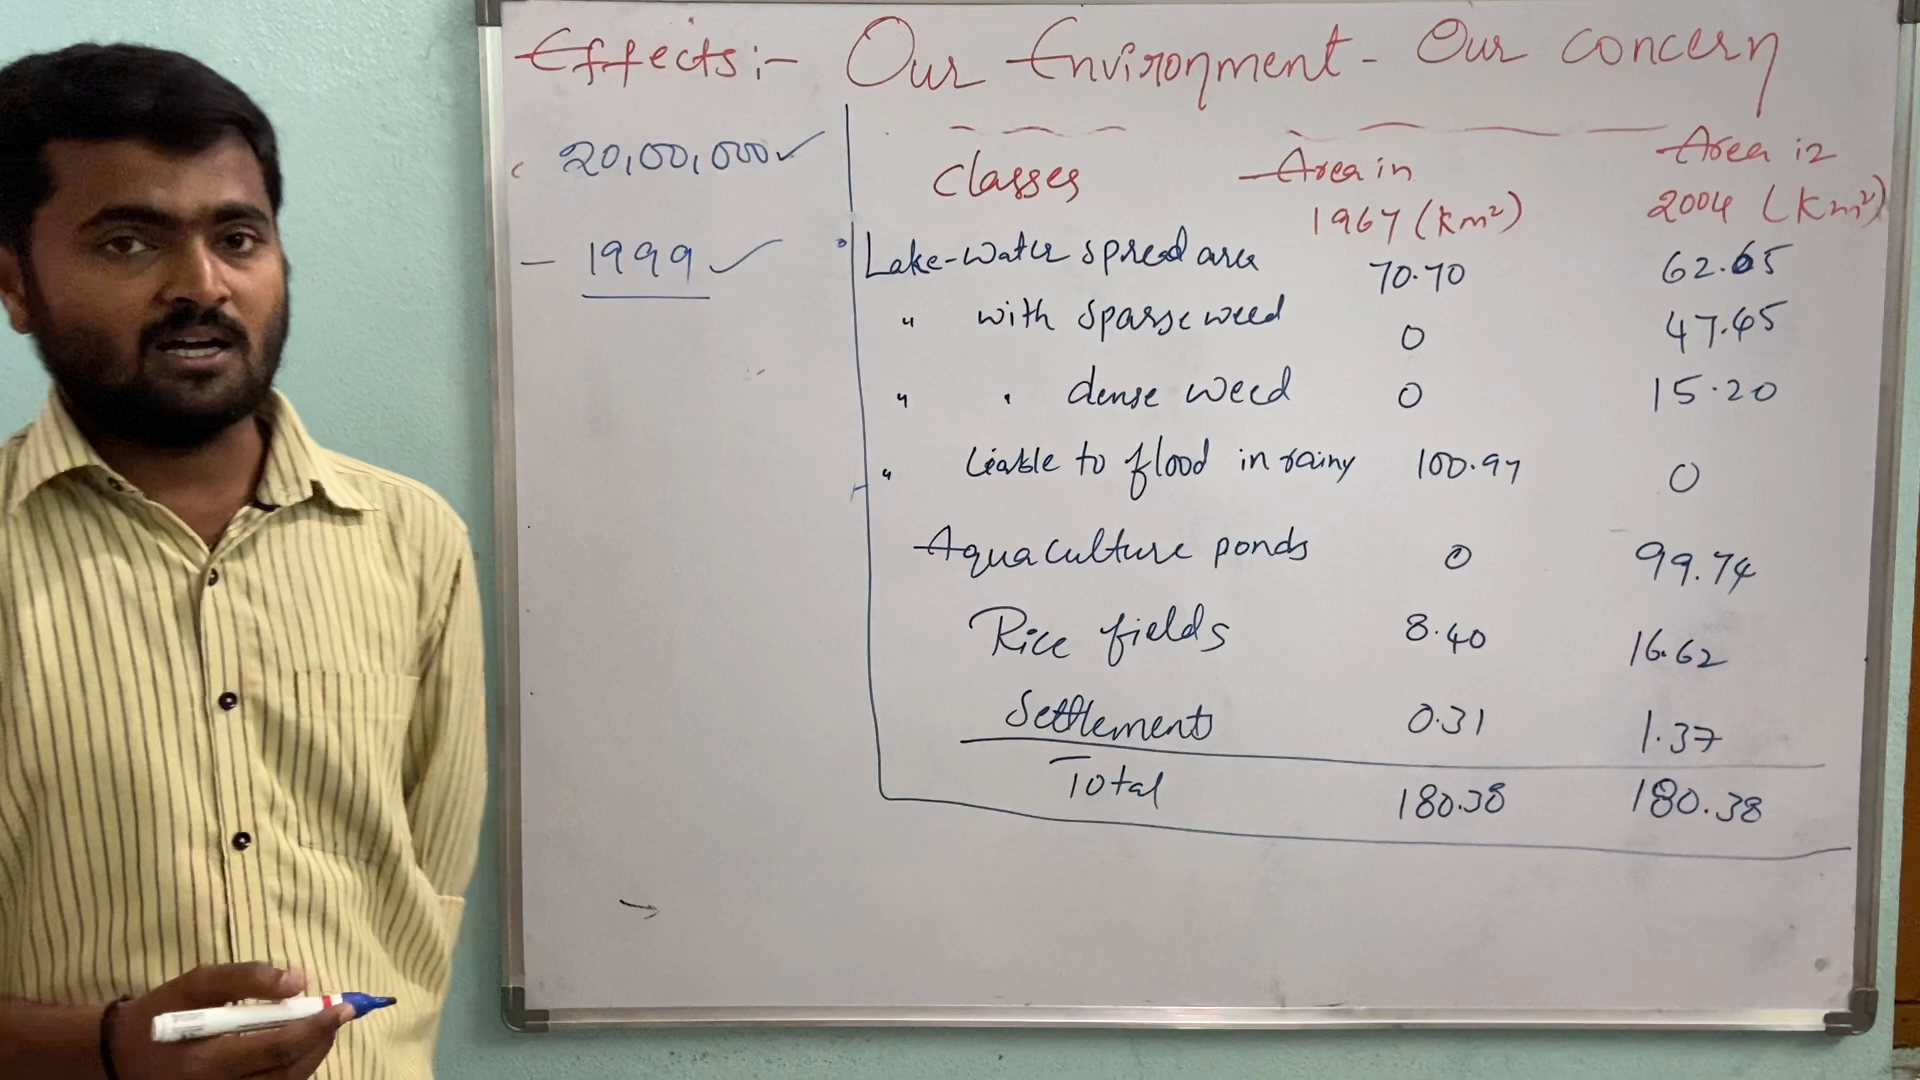 Effects:- Our Environment - Our concern
20,00,000✓
- 1999 ✓
Classes Area in 1967 (km²) Area in 2004 (Km²)
Lake-water spread area 70.70 62.65
" with sparse weed 0 47.45
" " dense weed 0 15.20
" Liable to flood in rainy 100.97 0
Aquaculture ponds 0 99.74
Rice fields 8.40 16.62
Settlements 0.31 1.37
Total 180.38 180.38
→